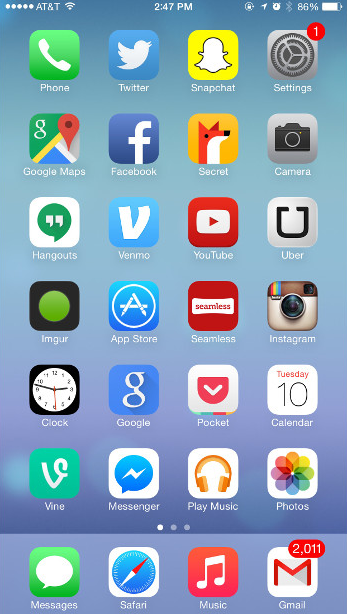 AT&T 2:47 PM 86%
1
Phone Twitter Snapchat Settings
g
Google Maps Facebook Secret Camera
Hangouts Venmo YouTube Uber
seamless
Imgur App Store Seamless Instagram
12
Tuesday
10
Clock Google Pocket Calendar
Vine Messenger Play Music Photos
2,011
Messages Safari Music Gmail